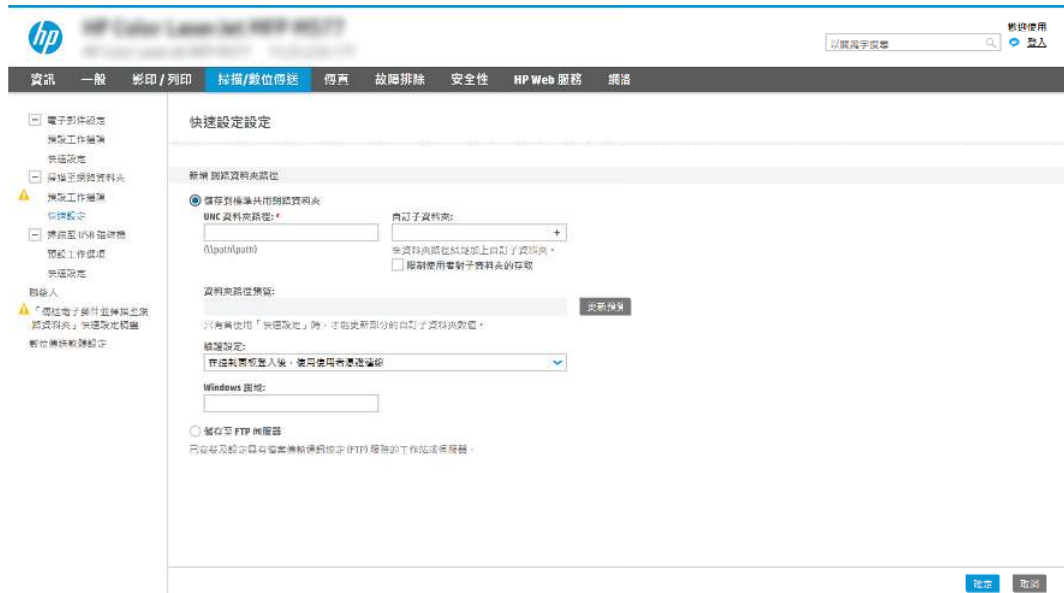 hp
歡迎使用
以關鍵字搜尋
登入
資訊 一般 影印 / 列印 掃描/數位傳送 傳真 故障排除 安全性 HP Web 服務 網路
電子郵件設定
預設工作選項
快速設定
掃描至網路資料夾
預設工作選項
快速設定
掃描至 USB 磁碟機
預設工作選項
快速設定
聯絡人
「傳送電子郵件並掃描至網
路資料夾」快速設定精靈
數位傳送軟體設定
快速設定設定
新增網路資料夾路徑
儲存到標準共用網路資料夾
UNC 資料夾路徑:* 自訂子資料夾:
+
(\\path\path) 在資料夾路徑結尾加上自訂子資料夾。
限制使用者對子資料夾的存取
資料夾路徑預覽:
更新預覽
只有當使用「快速設定」時，才能更新部分的自訂子資料夾數值。
驗證設定:
在控制面板登入後，使用使用者憑證連線
Windows 網域:
儲存至 FTP 伺服器
已安裝及設定具有檔案傳輸通訊協定 (FTP) 服務的工作站或伺服器。
確定 取消